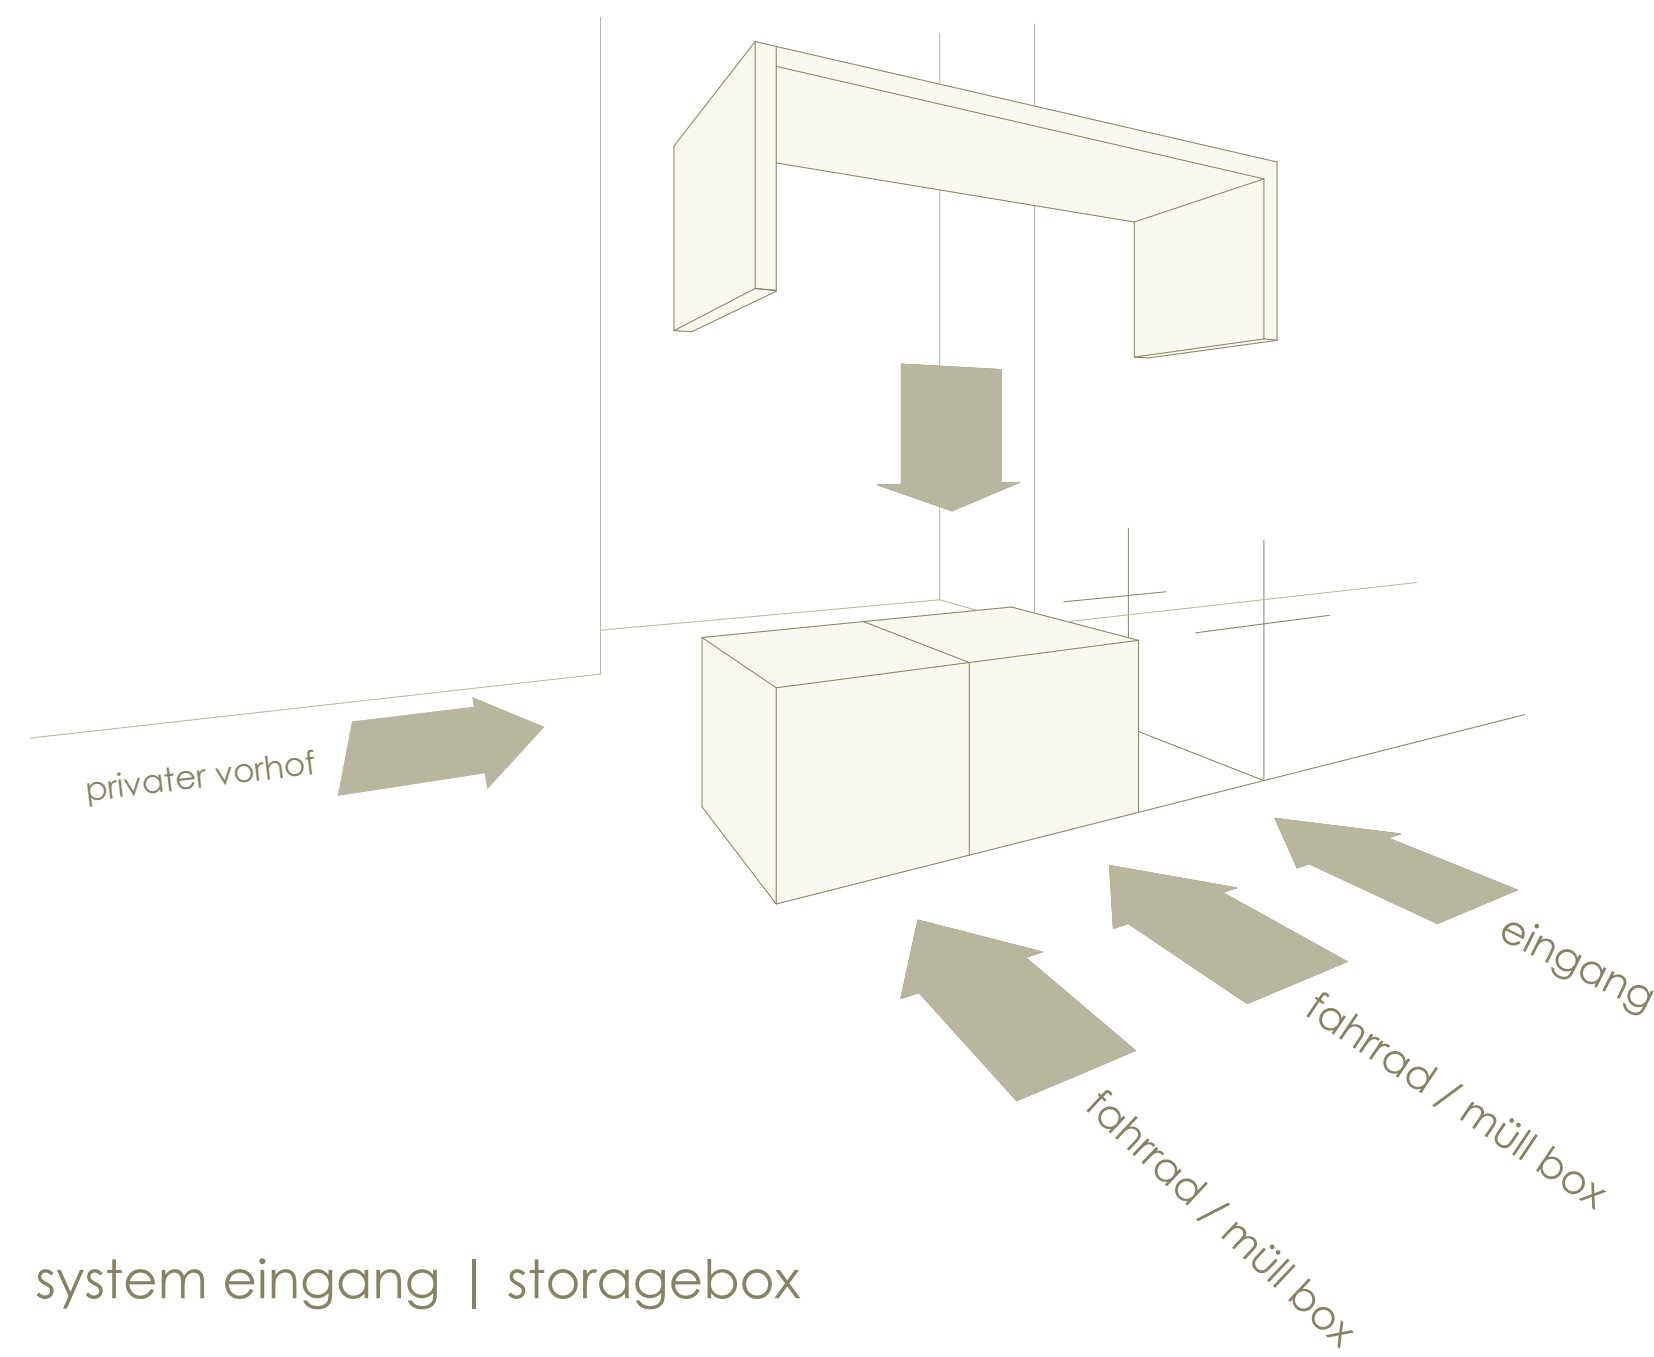 privater vorhof
eingang
fahrrad / müll box
fahrrad / müll box
system eingang | storagebox